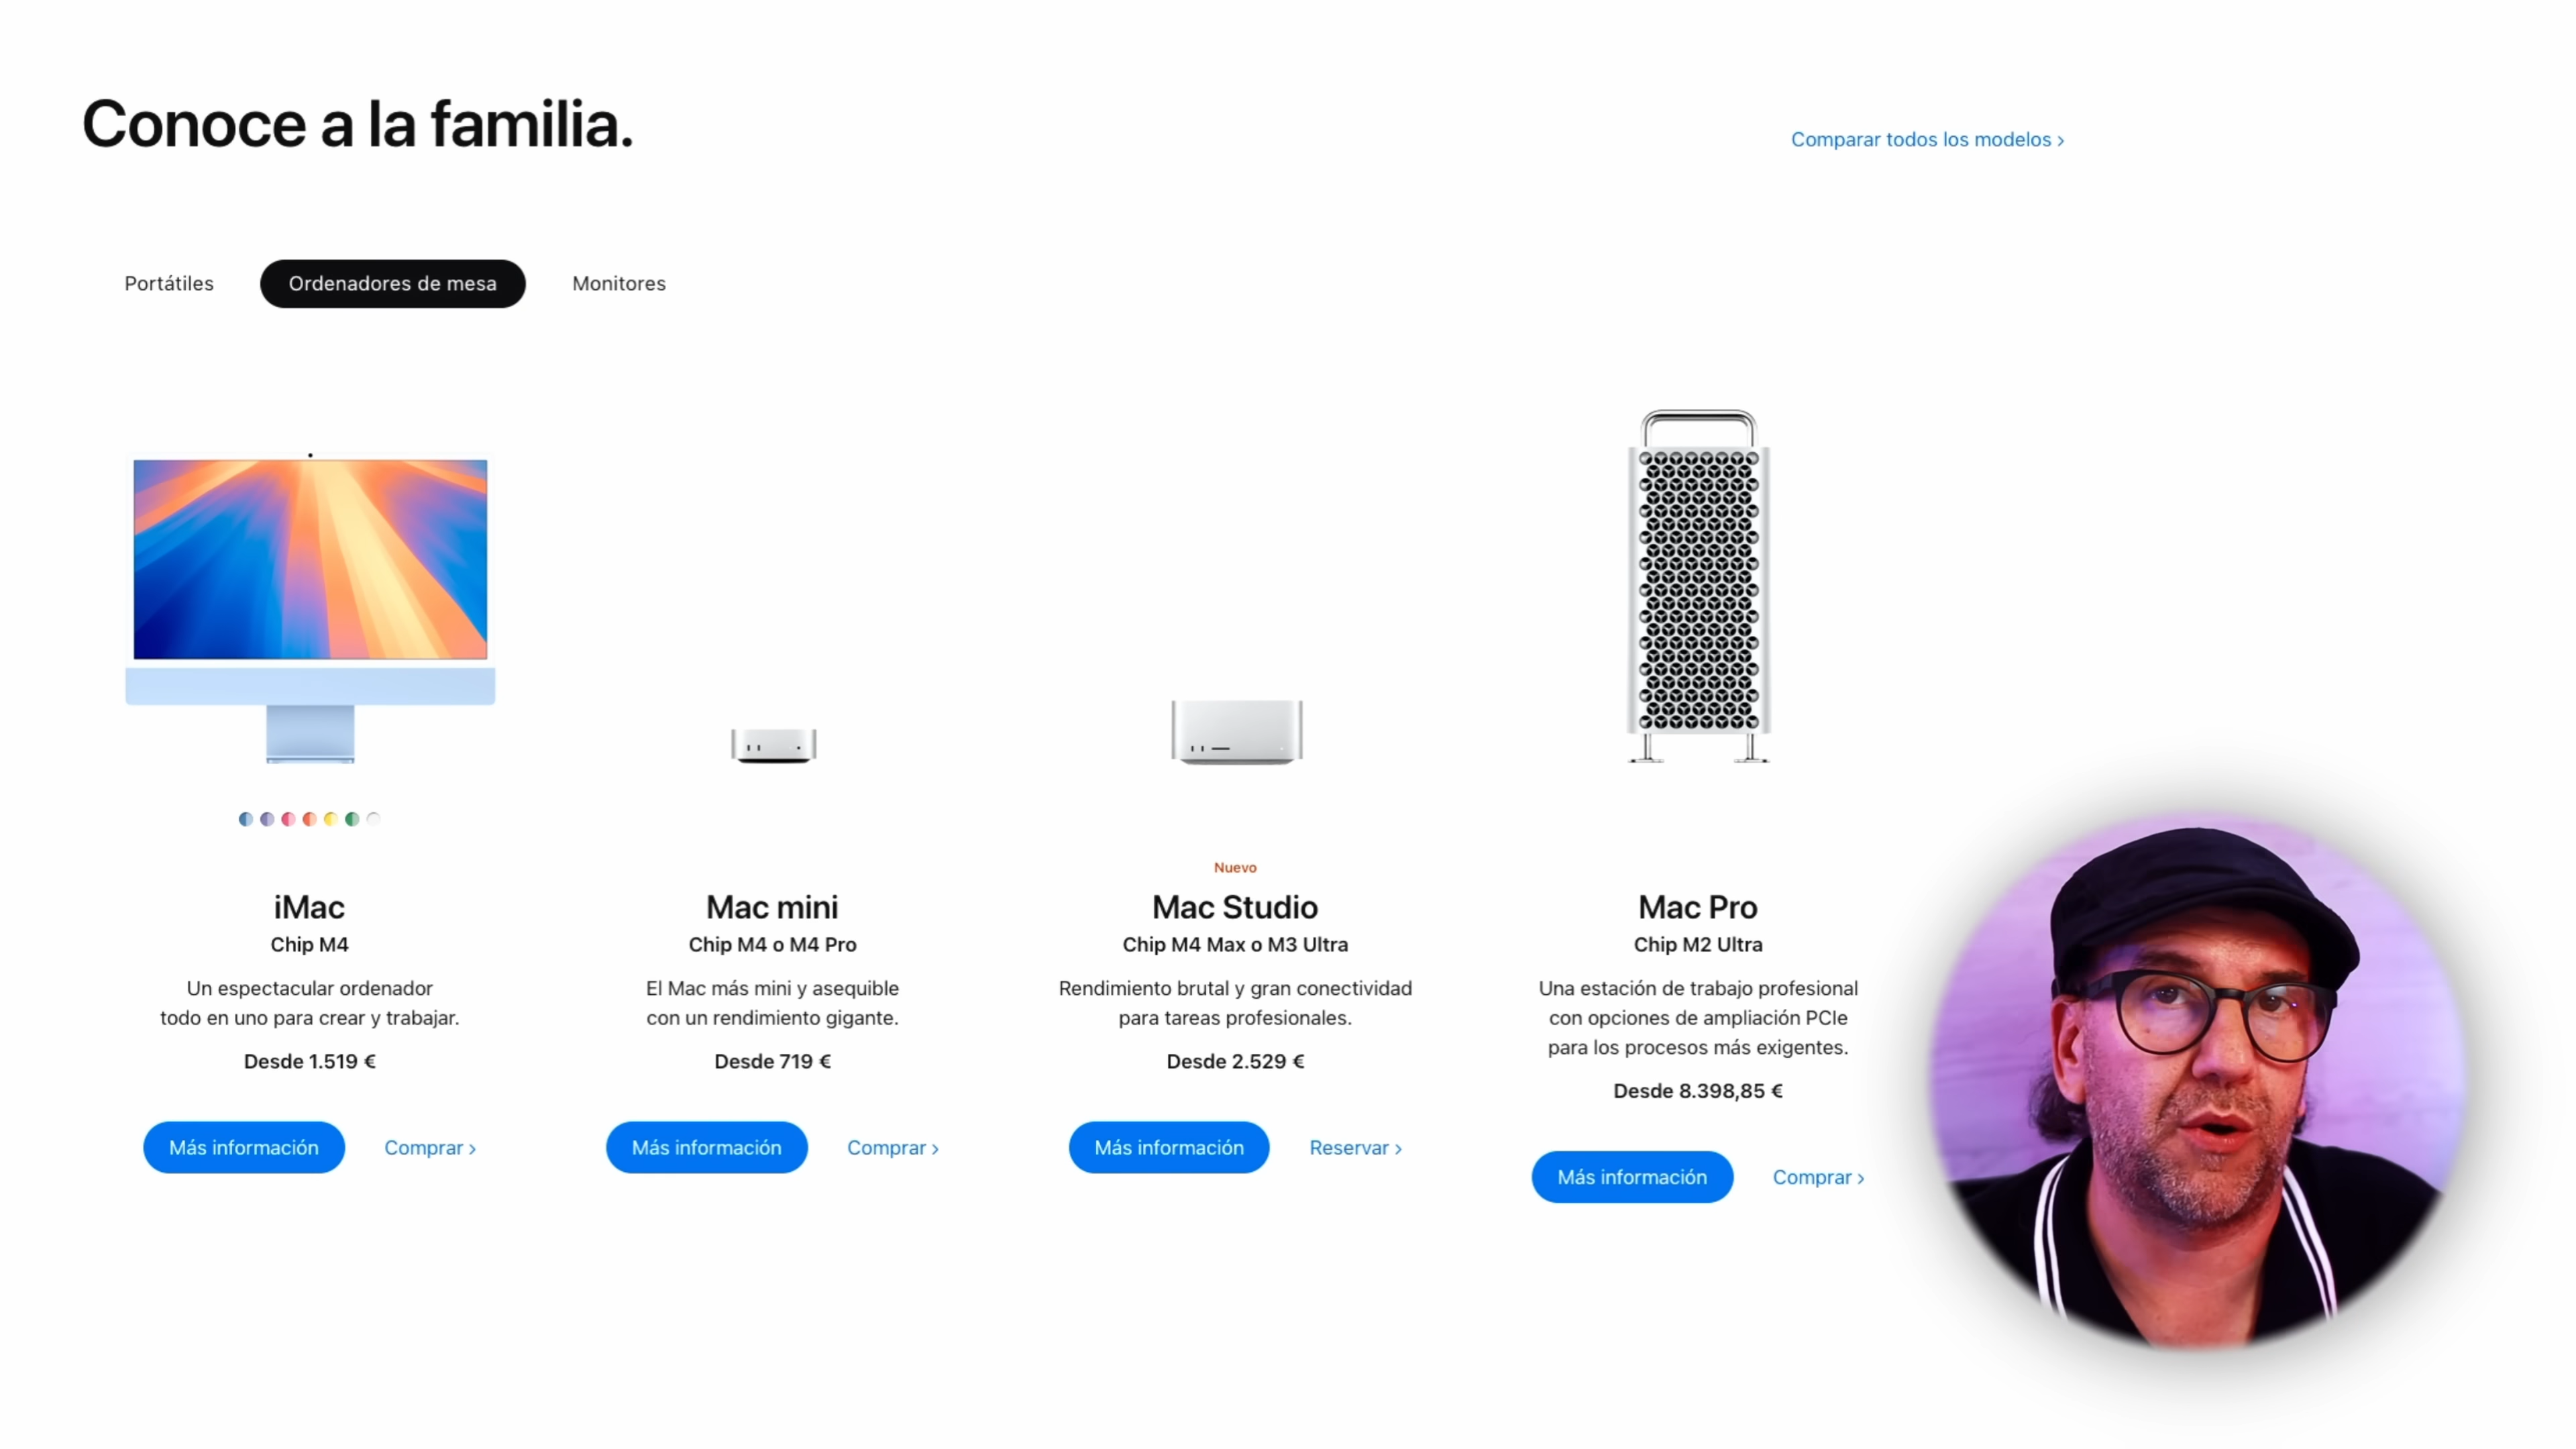 Conoce a la familia.
Comparar todos los modelos >
Portátiles
Ordenadores de mesa
Monitores
iMac
Chip M4
Un espectacular ordenador
todo en uno para crear y trabajar.
Desde 1.519 €
Más información
Comprar >
Mac mini
Chip M4 o M4 Pro
El Mac más mini y asequible
con un rendimiento gigante.
Desde 719 €
Más información
Comprar >
Nuevo
Mac Studio
Chip M4 Max o M3 Ultra
Rendimiento brutal y gran conectividad
para tareas profesionales.
Desde 2.529 €
Más información
Reservar >
Mac Pro
Chip M2 Ultra
Una estación de trabajo profesional
con opciones de ampliación PCIe
para los procesos más exigentes.
Desde 8.398,85 €
Más información
Comprar >